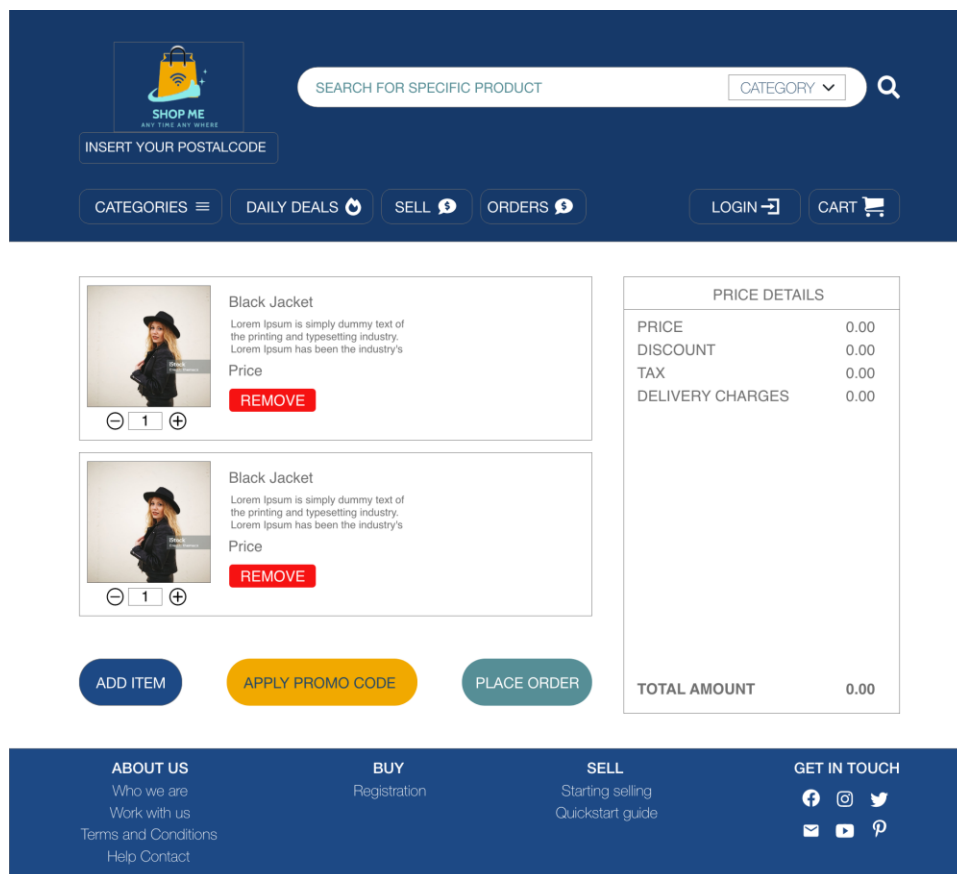 SHOP ME
ANY TIME ANY WHERE
SEARCH FOR SPECIFIC PRODUCT
CATEGORY
INSERT YOUR POSTALCODE
CATEGORIES
DAILY DEALS
SELL
ORDERS
LOGIN
CART
Black Jacket
Lorem Ipsum is simply dummy text of
the printing and typesetting industry.
Lorem Ipsum has been the industry's
Price
REMOVE
1
Black Jacket
Lorem Ipsum is simply dummy text of
the printing and typesetting industry.
Lorem Ipsum has been the industry's
Price
REMOVE
1
ADD ITEM
APPLY PROMO CODE
PLACE ORDER
PRICE DETAILS
PRICE 0.00
DISCOUNT 0.00
TAX 0.00
DELIVERY CHARGES 0.00
TOTAL AMOUNT 0.00
ABOUT US
Who we are
Work with us
Terms and Conditions
Help Contact
BUY
Registration
SELL
Starting selling
Quickstart guide
GET IN TOUCH